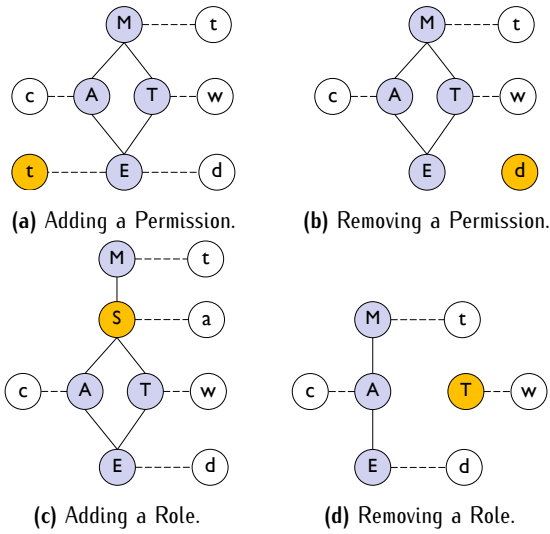 M t M t
c A T w c A T w
t E d E d
(a) Adding a Permission. (b) Removing a Permission.
M t
S a M t
c A T w c A T w
E d E d
(c) Adding a Role. (d) Removing a Role.